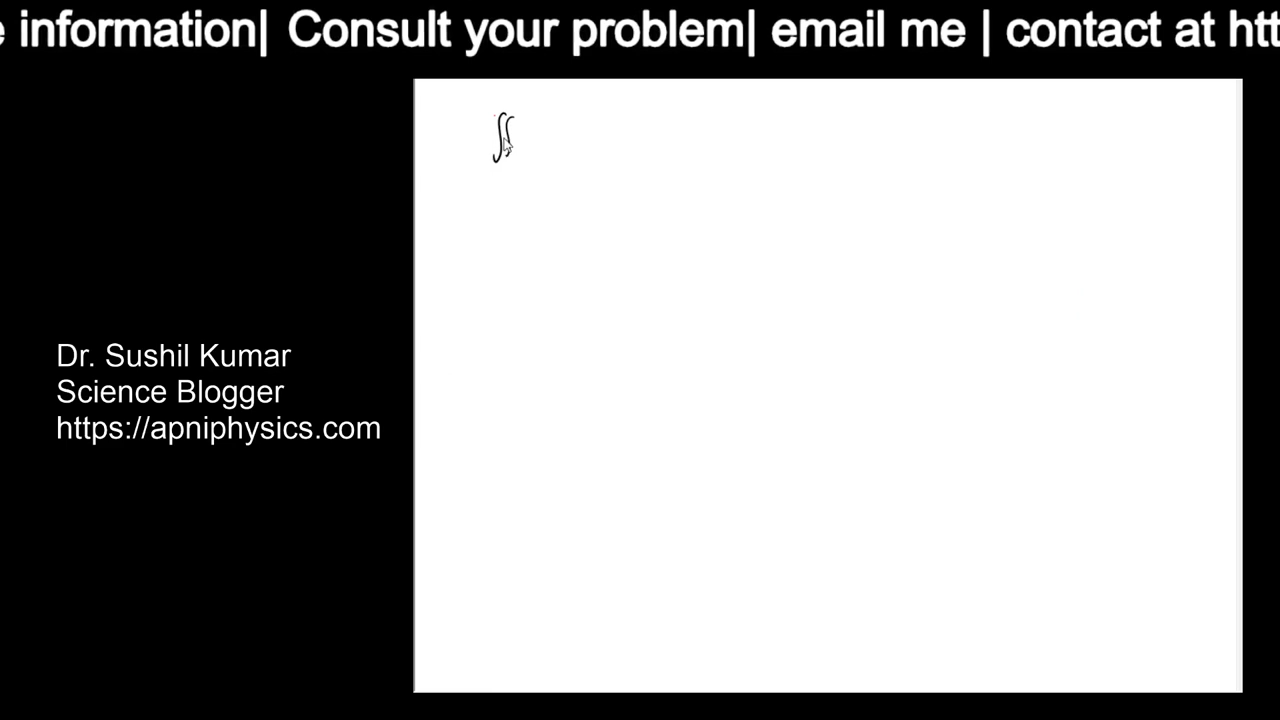 e information| Consult your problem| email me | contact at htt
∬
Dr. Sushil Kumar
Science Blogger
https://apniphysics.com